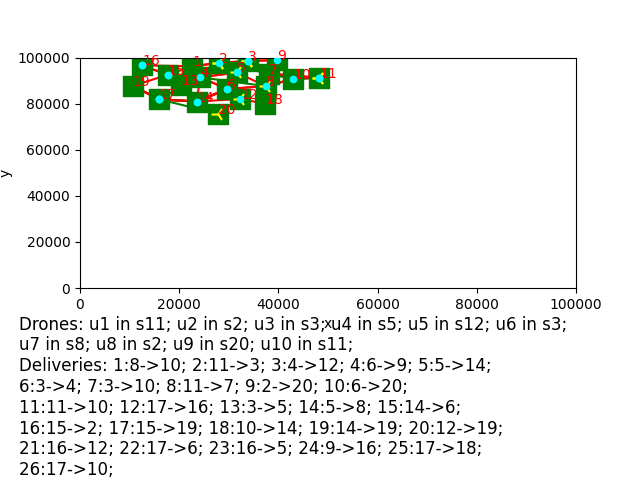 100000
80000
60000
40000
20000
0
y
0 20000 40000 60000 80000 100000
x
16 2 3 9
11
18
Drones: u1 in s11; u2 in s2; u3 in s3; u4 in s5; u5 in s12; u6 in s3;
u7 in s8; u8 in s2; u9 in s20; u10 in s11;
Deliveries: 1:8->10; 2:11->3; 3:4->12; 4:6->9; 5:5->14;
6:3->4; 7:3->10; 8:11->7; 9:2->20; 10:6->20;
11:11->10; 12:17->16; 13:3->5; 14:5->8; 15:14->6;
16:15->2; 17:15->19; 18:10->14; 19:14->19; 20:12->19;
21:16->12; 22:17->6; 23:16->5; 24:9->16; 25:17->18;
26:17->10;